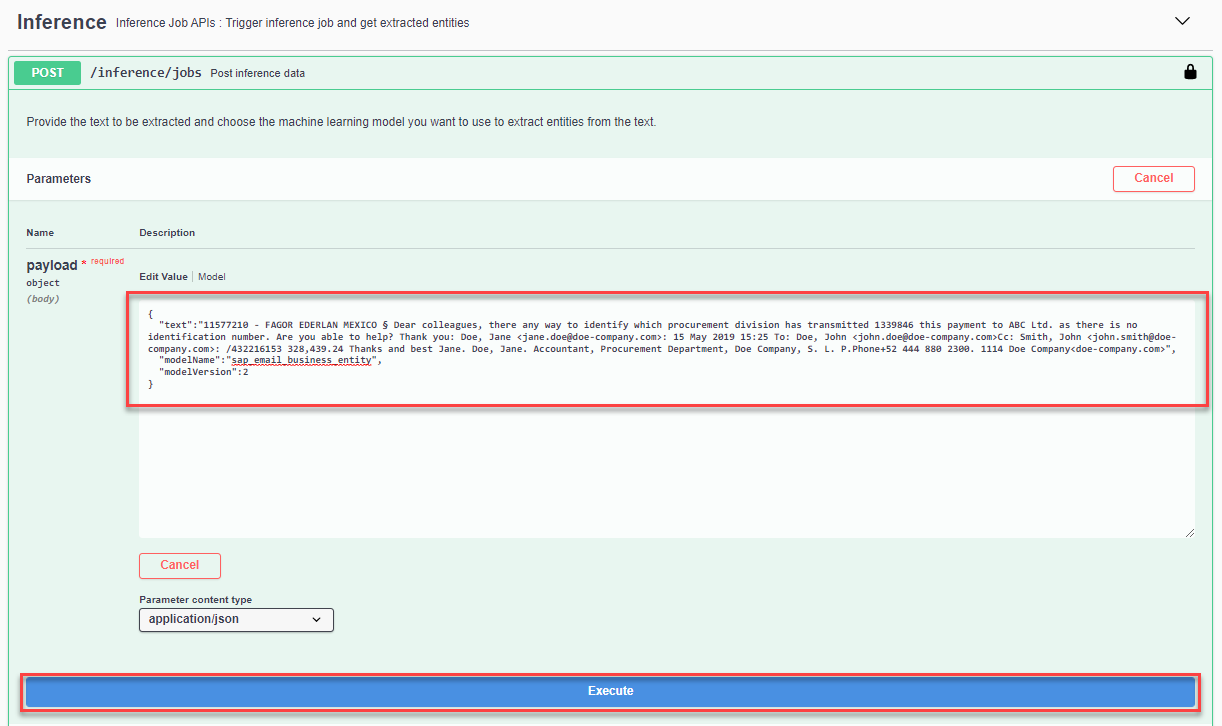 Inference Inference Job APIs : Trigger inference job and get extracted entities
POST /inference/jobs Post inference data
Provide the text to be extracted and choose the machine learning model you want to use to extract entities from the text.
Parameters Cancel
Name Description
payload * required
object
(body)
Edit Value Model
{
"text":"11577210 - FAGOR EDERLAN MEXICO § Dear colleagues, there any way to identify which procurement division has transmitted 1339846 this payment to ABC Ltd. as there is no
identification number. Are you able to help? Thank you: Doe, Jane <jane.doe@doe-company.com>: 15 May 2019 15:25 To: Doe, John <john.doe@doe-company.com>Cc: Smith, John <john.smith@doe-
company.com>: /432216153 328,439.24 Thanks and best Jane. Doe, Jane. Accountant, Procurement Department, Doe Company, S. L. P.Phone+52 444 880 2300. 1114 Doe Company<doe-company.com>",
"modelName":"sap_email_business_entity",
"modelVersion":2
}
Cancel
Parameter content type
application/json
Execute